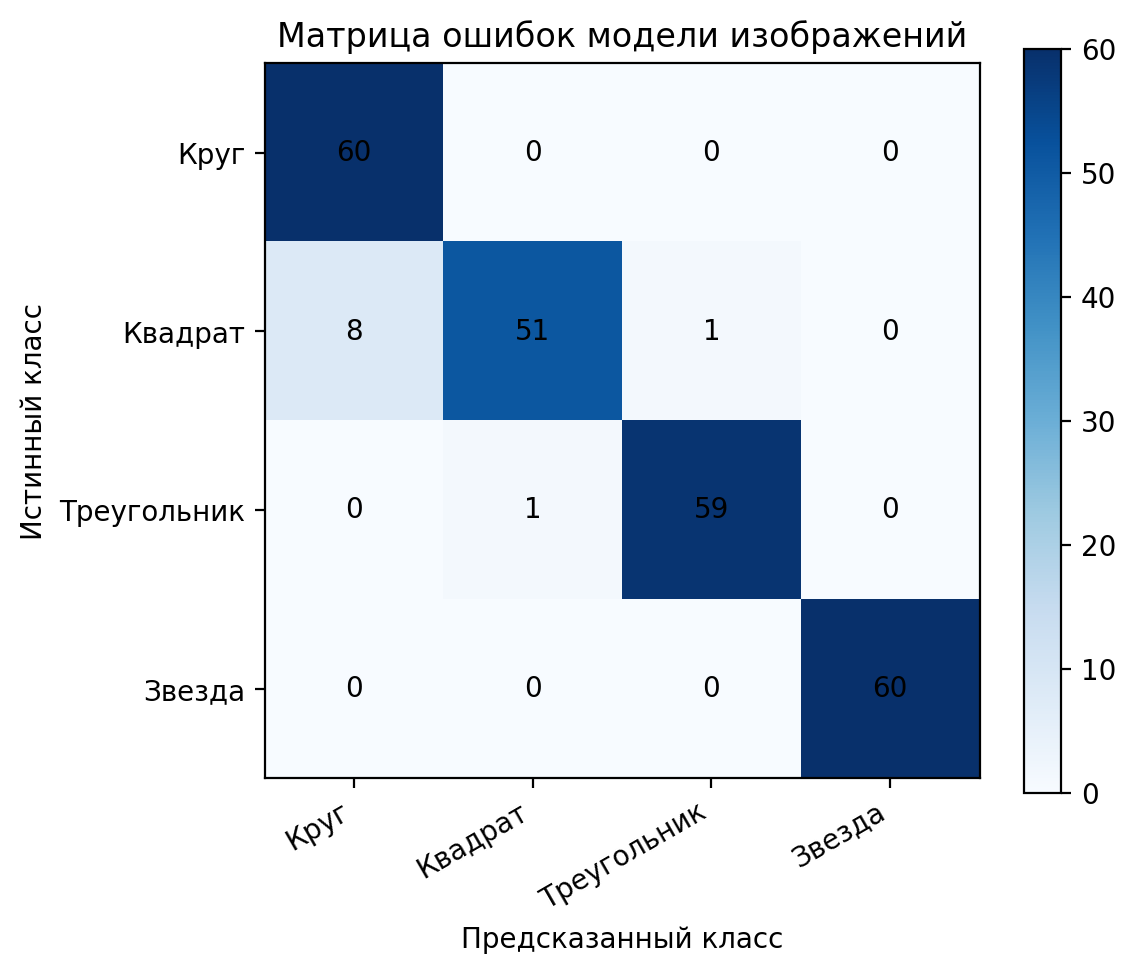 Матрица ошибок модели изображений
Истинный класс
Круг
60 0 0 0
Квадрат
8 51 1 0
Треугольник
0 1 59 0
Звезда
0 0 0 60
Круг
Квадрат
Треугольник
Звезда
Предсказанный класс
60
50
40
30
20
10
0